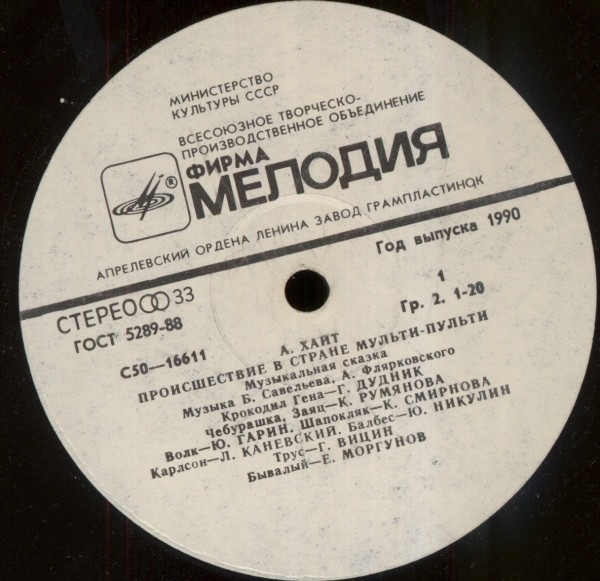 МИНИСТЕРСТВО
КУЛЬТУРЫ СССР
ВСЕСОЮЗНОЕ ТВОРЧЕСКО-
ПРОИЗВОДСТВЕННОЕ ОБЪЕДИНЕНИЕ
ФИРМА
® МЕЛОДИЯ
АПРЕЛЕВСКИЙ ОРДЕНА ЛЕНИНА ЗАВОД ГРАМПЛАСТИНОК
СТЕРЕО 33
Год выпуска 1990
ГОСТ 5289-88
1
С50—16611
Гр. 2. 1-20
А. ХАИТ
ПРОИСШЕСТВИЕ В СТРАНЕ МУЛЬТИ-ПУЛЬТИ
Музыкальная сказка
Музыка Б. Савельева, А. Флярковского
Крокодил Гена—Г. ДУДНИК
Чебурашка, Заяц—К. РУМЯНОВА
Волк—Ю. ГАРИН. Шапокляк—К. СМИРНОВА
Карлсон—Л. КАНЕВСКИЙ. Балбес—Ю. НИКУЛИН
Трус—Г. ВИЦИН
Бывалый—Е. МОРГУНОВ